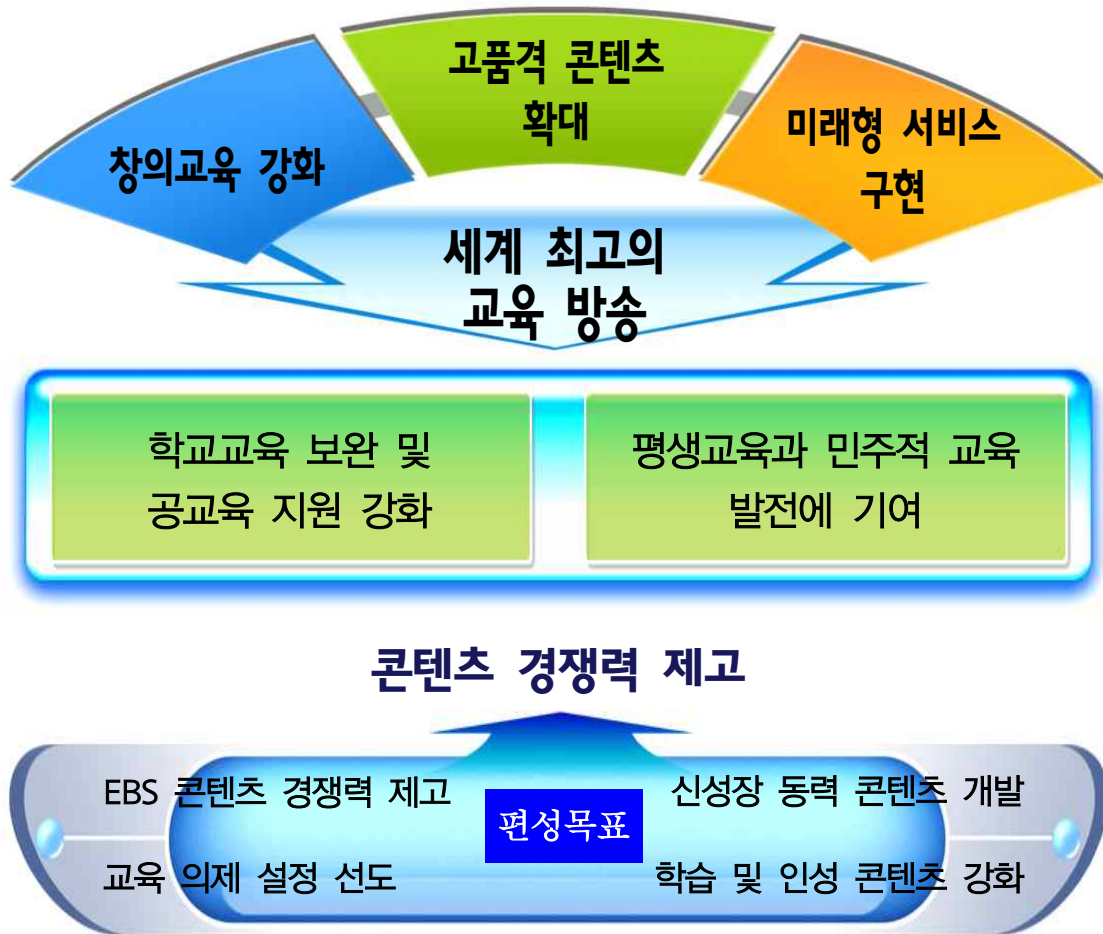 창의교육 강화
고품격 콘텐츠
확대
미래형 서비스
구현
세계 최고의
교육 방송
학교교육 보완 및
공교육 지원 강화
평생교육과 민주적 교육
발전에 기여
콘텐츠 경쟁력 제고
EBS 콘텐츠 경쟁력 제고
신성장 동력 콘텐츠 개발
편성목표
교육 의제 설정 선도
학습 및 인성 콘텐츠 강화